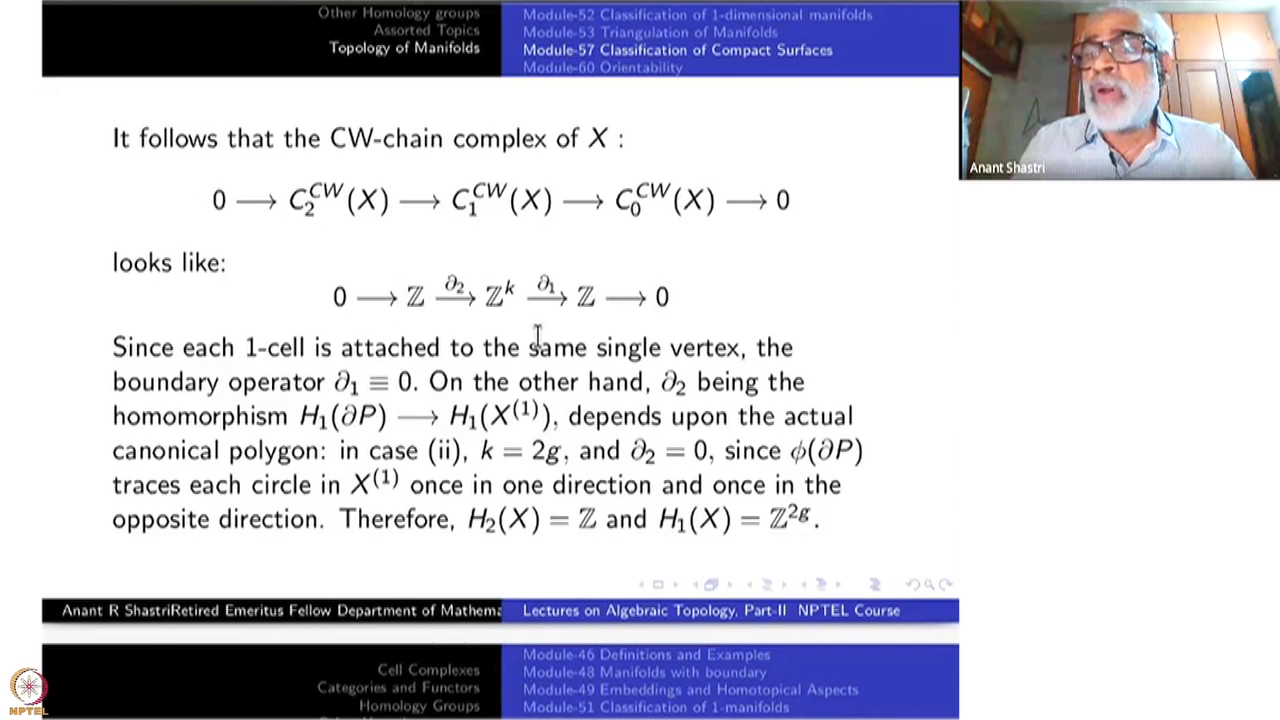 Other Homology groups
Assorted Topics
Topology of Manifolds
Module-52 Classification of 1-dimensional manifolds
Module-53 Triangulation of Manifolds
Module-57 Classification of Compact Surfaces
Module-60 Orientability
Anant Shastri
It follows that the CW-chain complex of X :
0 ⟶ C₂^{CW}(X) ⟶ C₁^{CW}(X) ⟶ C₀^{CW}(X) ⟶ 0
looks like:
0 ⟶ ℤ ⟶^{∂₂} ℤ^k ⟶^{∂₁} ℤ ⟶ 0
Since each 1-cell is attached to the same single vertex, the
boundary operator ∂₁ ≡ 0. On the other hand, ∂₂ being the
homomorphism H₁(∂P) ⟶ H₁(X⁽¹⁾), depends upon the actual
canonical polygon: in case (ii), k = 2g, and ∂₂ = 0, since ϕ(∂P)
traces each circle in X⁽¹⁾ once in one direction and once in the
opposite direction. Therefore, H₂(X) = ℤ and H₁(X) = ℤ^{2g}.
Anant R ShastriRetired Emeritus Fellow Department of Mathema
Lectures on Algebraic Topology, Part-II NPTEL Course
Cell Complexes
Categories and Functors
Homology Groups
Module-46 Definitions and Examples
Module-48 Manifolds with boundary
Module-49 Embeddings and Homotopical Aspects
Module-51 Classification of 1-manifolds
NPTEL